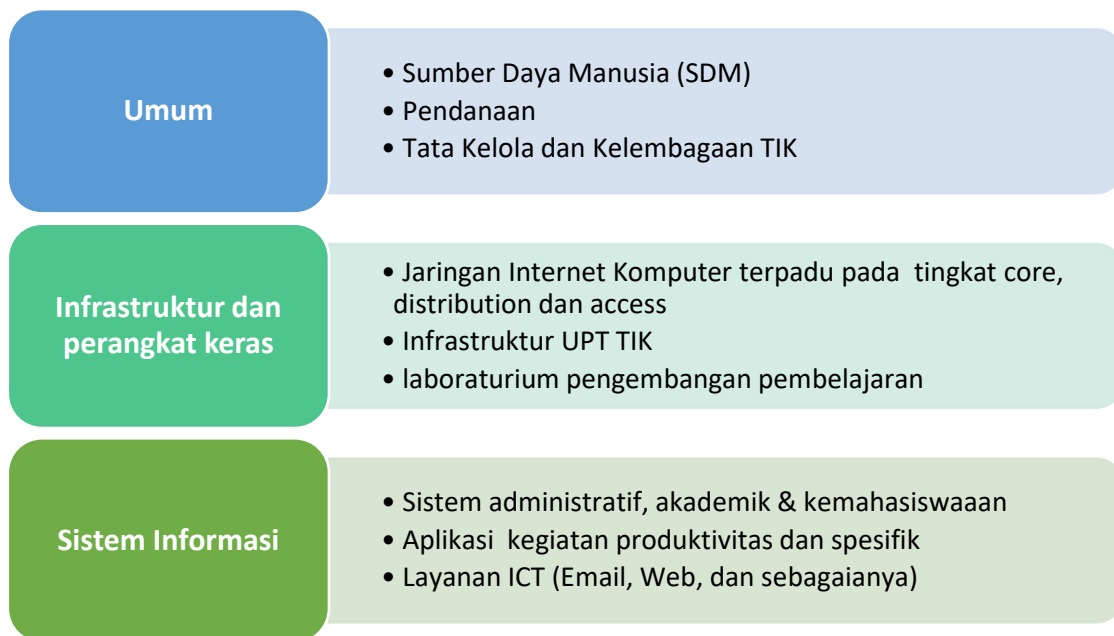 Umum
• Sumber Daya Manusia (SDM)
• Pendanaan
• Tata Kelola dan Kelembagaan TIK
Infrastruktur dan
perangkat keras
• Jaringan Internet Komputer terpadu pada  tingkat core,
distribution dan access
• Infrastruktur UPT TIK
• laboraturium pengembangan pembelajaran
Sistem Informasi
• Sistem administratif, akademik & kemahasiswaaan
• Aplikasi  kegiatan produktivitas dan spesifik
• Layanan ICT (Email, Web, dan sebagaianya)